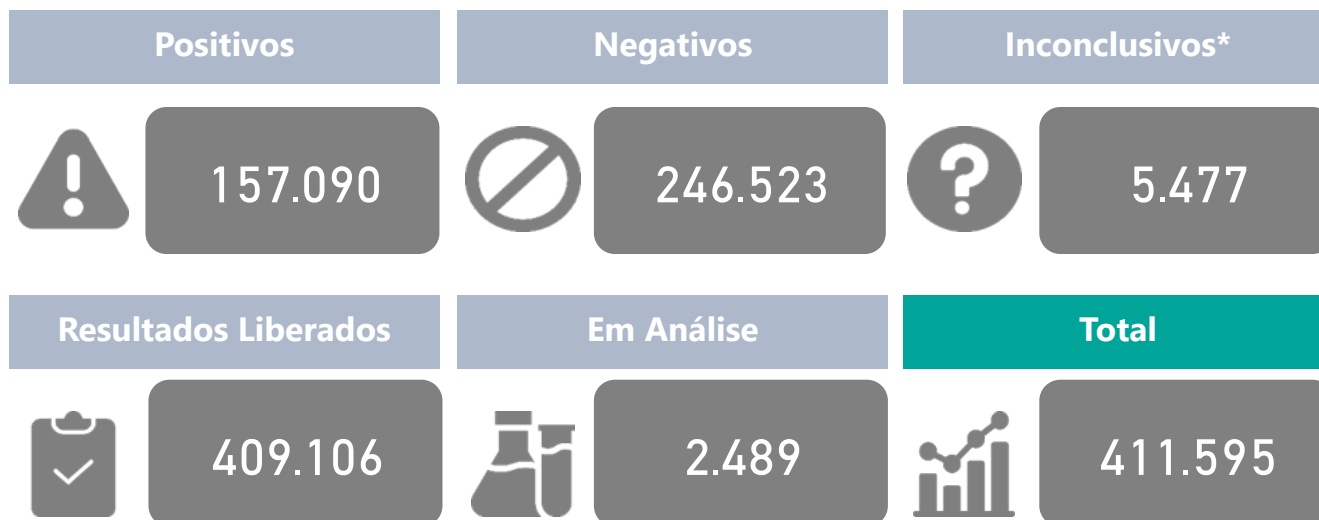 Positivos
Negativos
Inconclusivos*
157.090
246.523
5.477
Resultados Liberados
Em Análise
Total
409.106
2.489
411.595